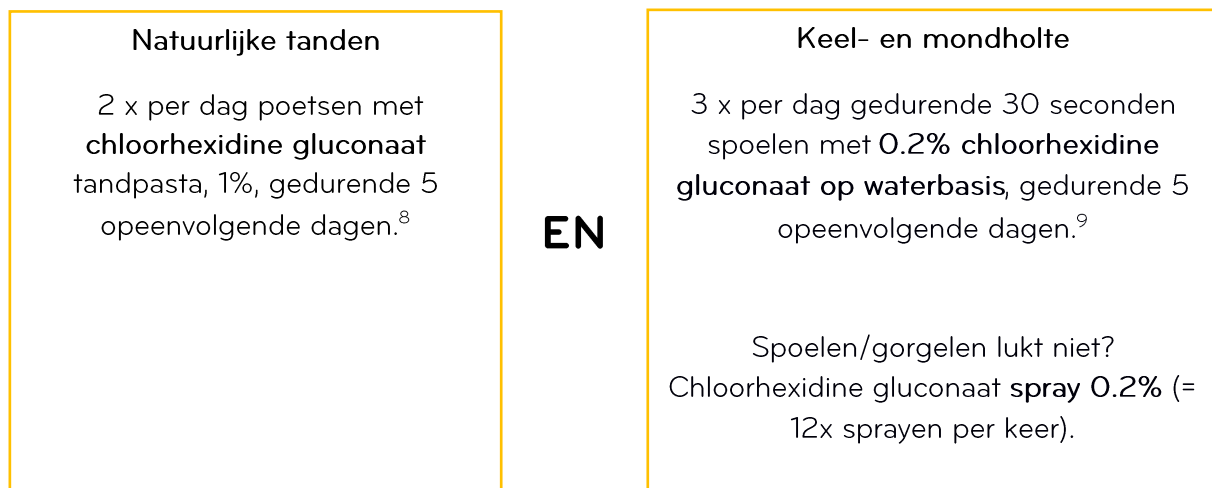 Natuurlijke tanden
2 x per dag poetsen met
chloorhexidine gluconaat
tandpasta, 1%, gedurende 5
opeenvolgende dagen.⁸
EN
Keel- en mondholte
3 x per dag gedurende 30 seconden
spoelen met 0.2% chloorhexidine
gluconaat op waterbasis, gedurende 5
opeenvolgende dagen.⁹
Spoelen/gorgelen lukt niet?
Chloorhexidine gluconaat spray 0.2% (=
12x sprayen per keer).